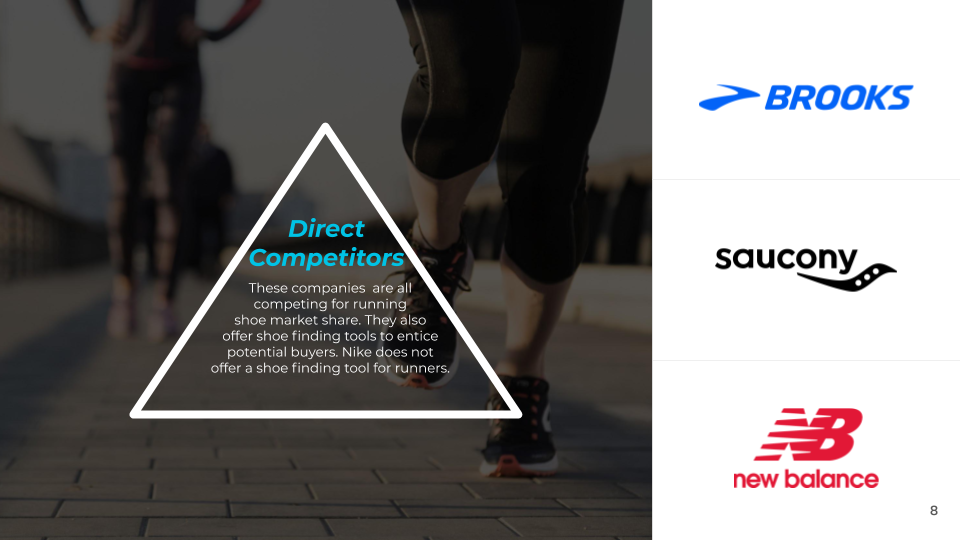 Direct
Competitors
These companies  are all
competing for running
shoe market share. They also
offer shoe finding tools to entice
potential buyers. Nike does not
offer a shoe finding tool for runners.
BROOKS
saucony
NB
new balance
8